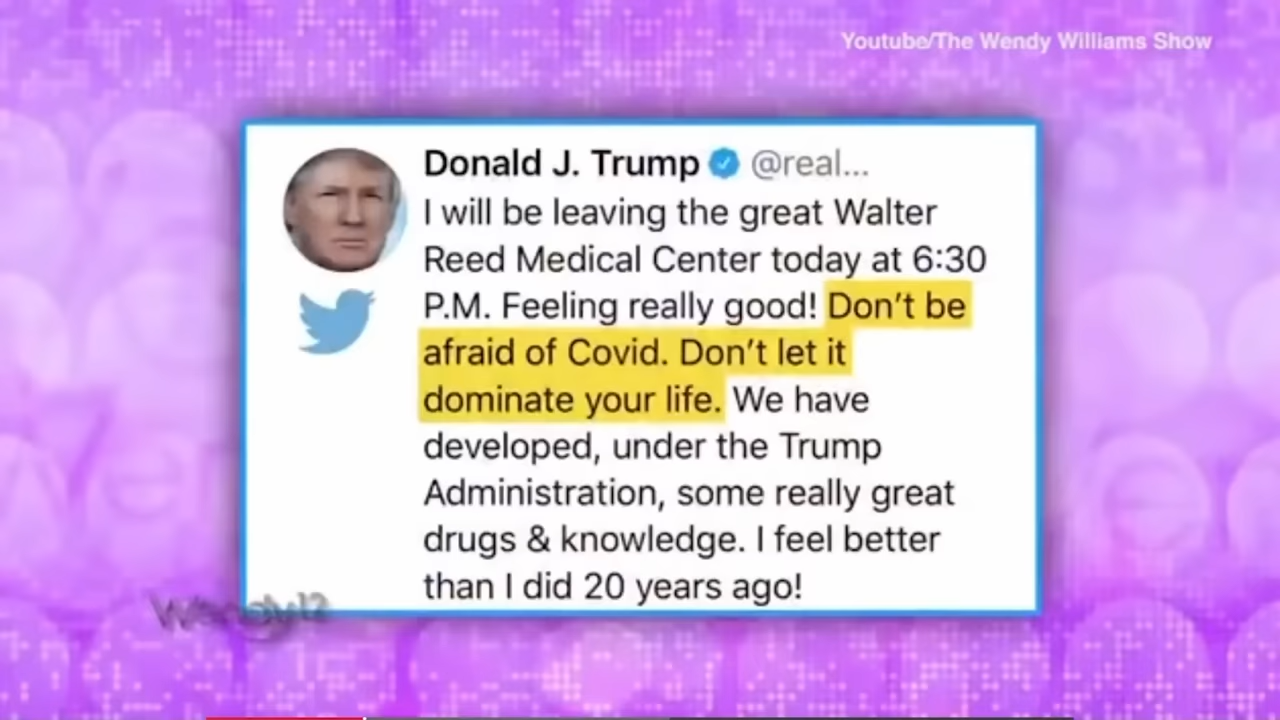 Youtube/The Wendy Williams Show
Donald J. Trump @real...
I will be leaving the great Walter
Reed Medical Center today at 6:30
P.M. Feeling really good! Don’t be
afraid of Covid. Don’t let it
dominate your life. We have
developed, under the Trump
Administration, some really great
drugs & knowledge. I feel better
than I did 20 years ago!